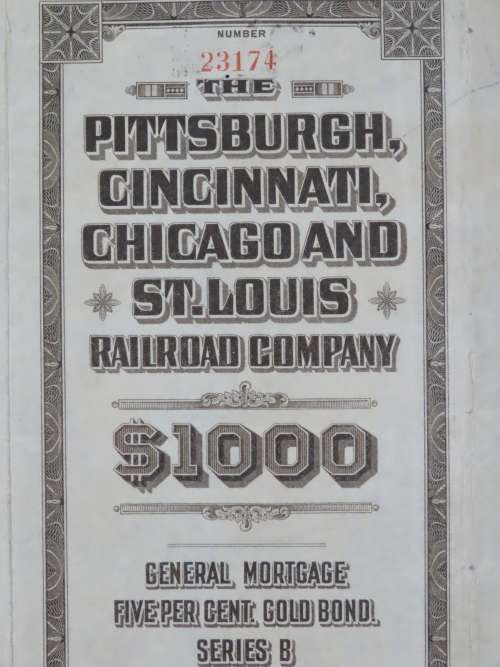 NUMBER
23174
THE
PITTSBURGH,
CINCINNATI,
CHICAGO AND
ST. LOUIS
RAILROAD COMPANY
$1000
GENERAL MORTGAGE
FIVE PER CENT. GOLD BOND.
SERIES B